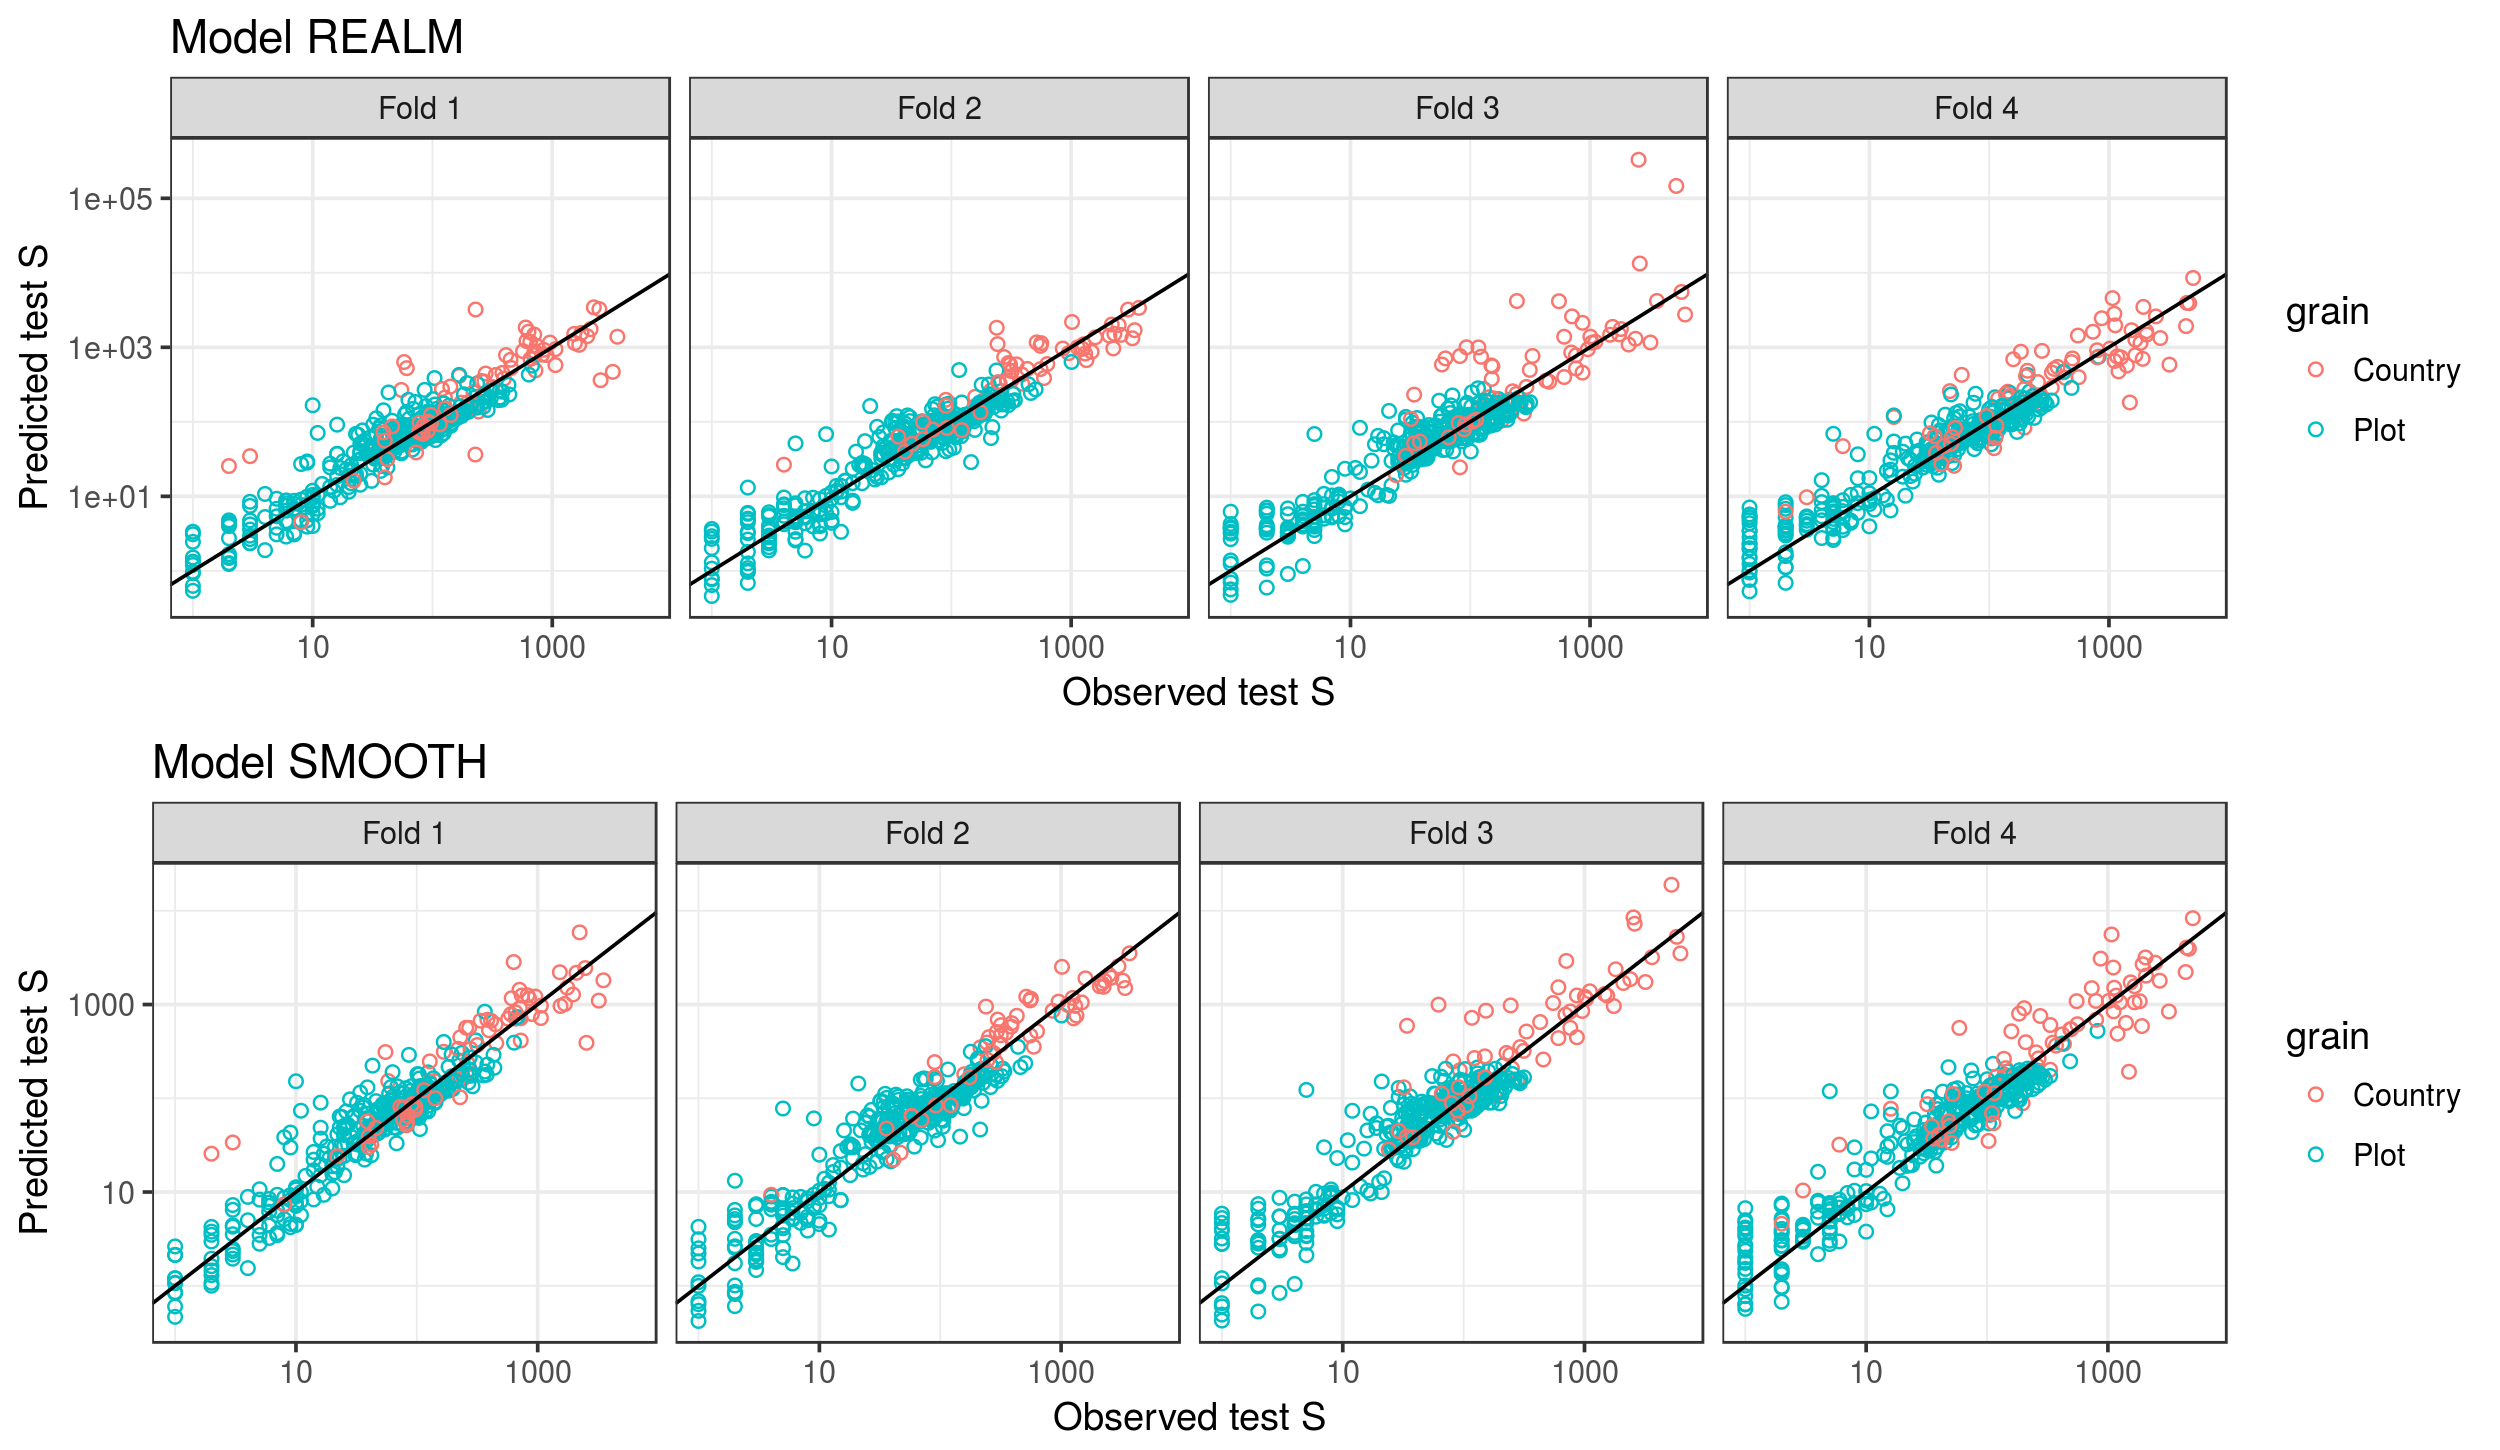 Model REALM
Fold 1
Fold 2
Fold 3
Fold 4
Predicted test S
1e+05
1e+03
1e+01
10
1000
10
1000
10
1000
10
1000
Observed test S
grain
Country
Plot
Model SMOOTH
Fold 1
Fold 2
Fold 3
Fold 4
Predicted test S
1000
10
10
1000
10
1000
10
1000
10
1000
Observed test S
grain
Country
Plot